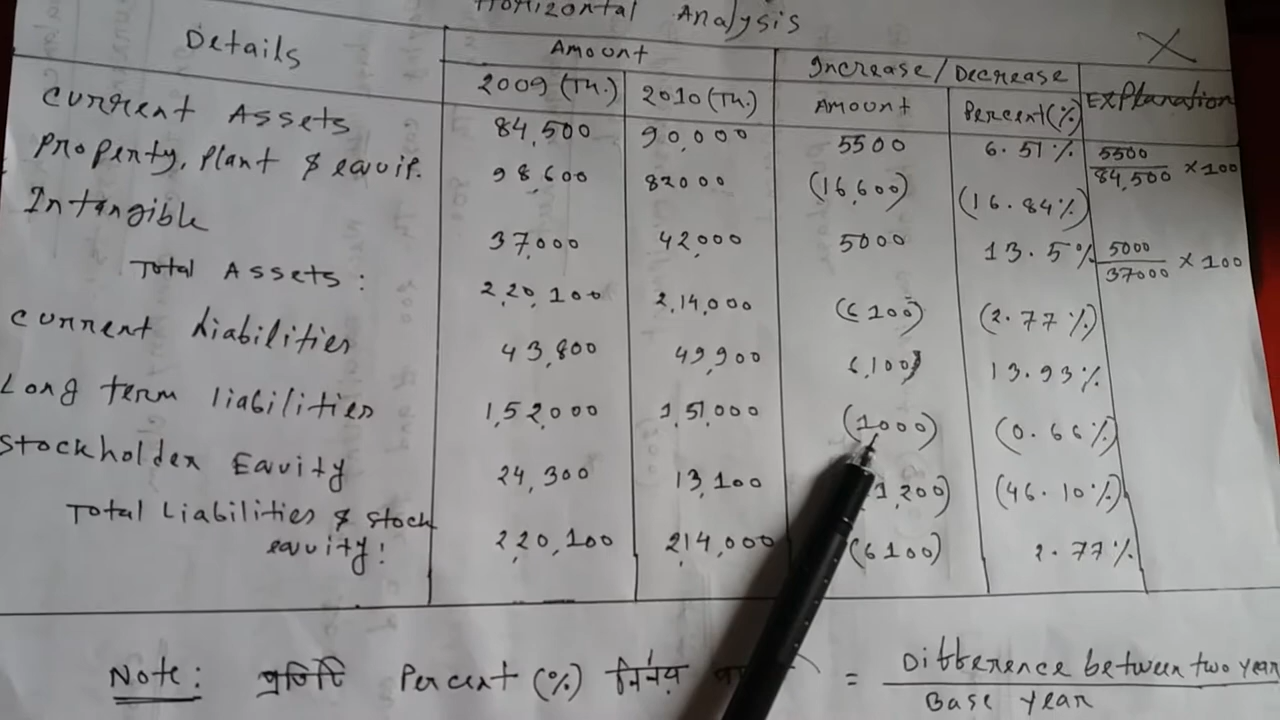 Horizontal Analysis
Details Amount Increase/Decrease Explanation
2009 (Th.) 2010 (Th.) Amount Percent (%)
Current Assets 84,500 90,000 5500 6.51% 5500/84,500 × 100
Property, Plant & equip. 98,600 82000 (16,600) (16.84%)
Intangible 37,000 42,000 5000 13.5% 5000/37000 × 100
Total Assets: 2,20,100 2,14,000 (6100) (2.77%)
Current Liabilities 43,800 49,900 6,100) 13.93%
Long term liabilities 1,52,000 1,51,000 (1000) (0.66%)
Stockholder Equity 24,300 13,100 1,200) (46.10%)
Total Liabilities & stock
equity: 2,20,100 214,000 (6100) 2.77%
Note: Percent (%) = Difference between two year
Base year